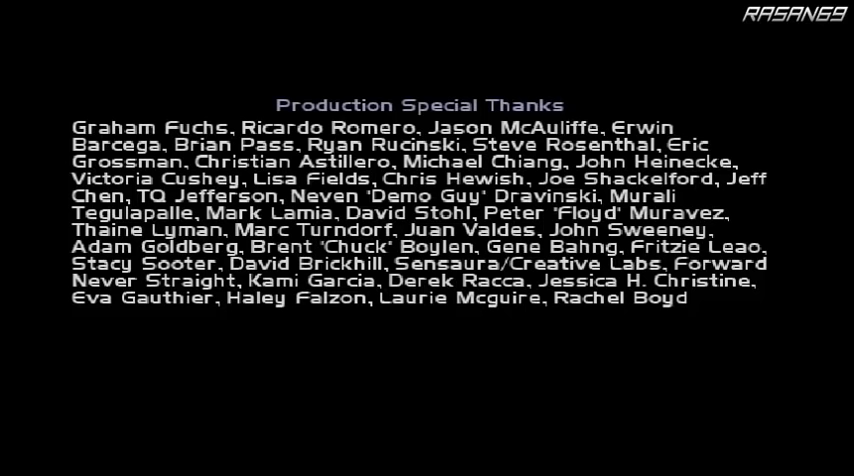 RASAN69
Production Special Thanks
Graham Fuchs, Ricardo Romero, Jason McAuliffe, Erwin
Barcega, Brian Pass, Ryan Rucinski, Steve Rosenthal, Eric
Grossman, Christian Astillero, Michael Chiang, John Heinecke,
Victoria Cushey, Lisa Fields, Chris Hewish, Joe Shackelford, Jeff
Chen, TQ Jefferson, Neven "Demo Guy" Dravinski, Murali
Tegulapalle, Mark Lamia, David Stohl, Peter "Floyd" Muravez,
Thaine Lyman, Marc Turndorf, Juan Valdes, John Sweeney,
Adam Goldberg, Brent "Chuck" Boylen, Gene Bahng, Fritzie Leao,
Stacy Sooter, David Brickhill, Sensaura/Creative Labs, Forward
Never Straight, Kami Garcia, Derek Racca, Jessica H. Christine,
Eva Gauthier, Haley Falzon, Laurie Mcguire, Rachel Boyd